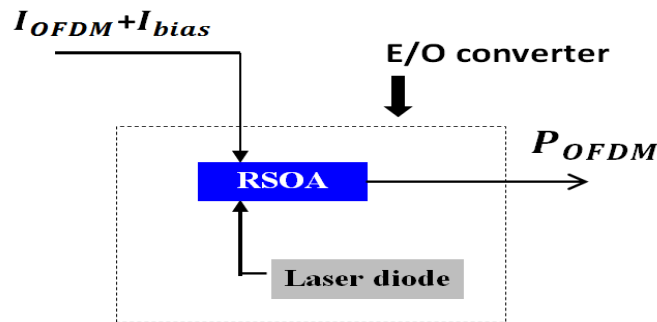 I_OFDM+I_bias
E/O converter
P_OFDM
RSOA
Laser diode